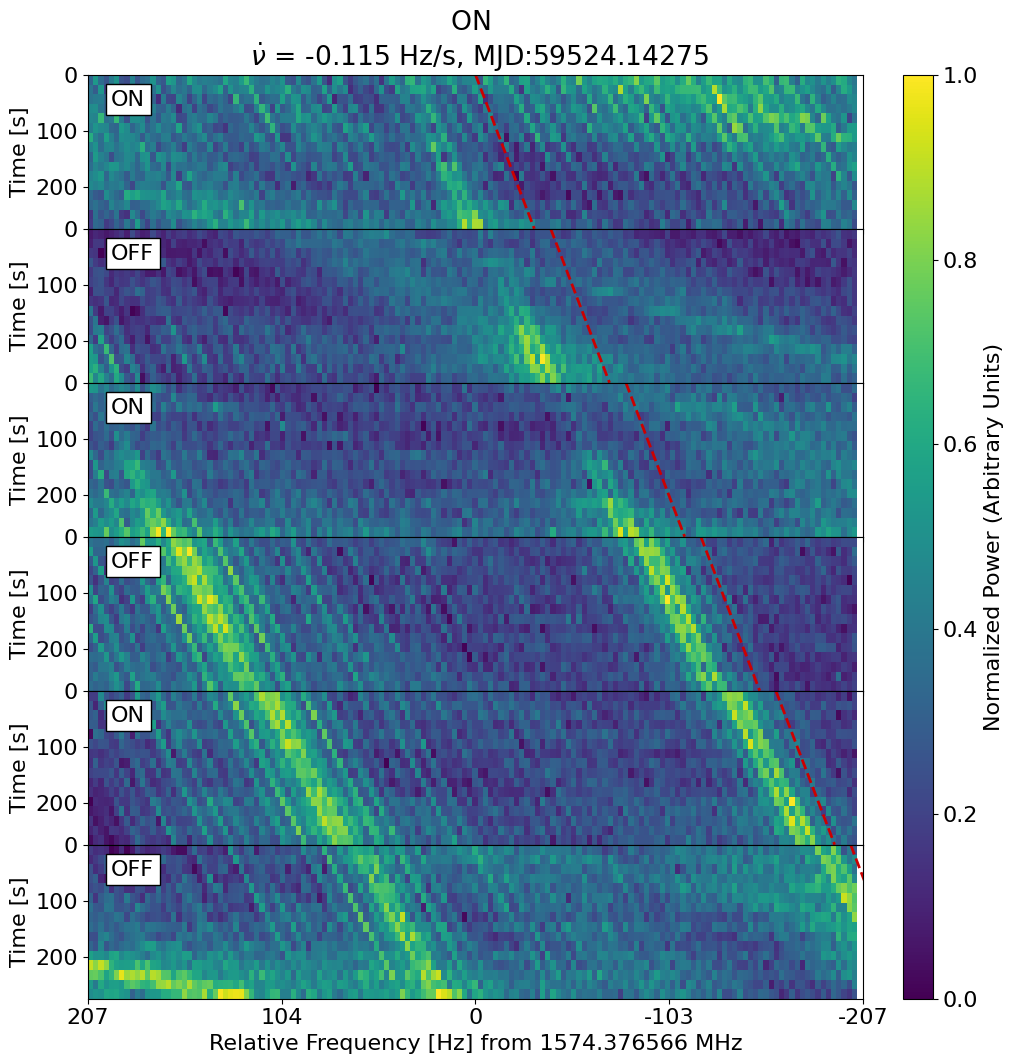 ON
ν̇ = -0.115 Hz/s, MJD:59524.14275
ON
OFF
ON
OFF
ON
OFF
Time [s]
0
100
200
Time [s]
0
100
200
Time [s]
0
100
200
Time [s]
0
100
200
Time [s]
0
100
200
Time [s]
0
100
200
207
104
0
-103
-207
Relative Frequency [Hz] from 1574.376566 MHz
1.0
0.8
0.6
0.4
0.2
0.0
Normalized Power (Arbitrary Units)